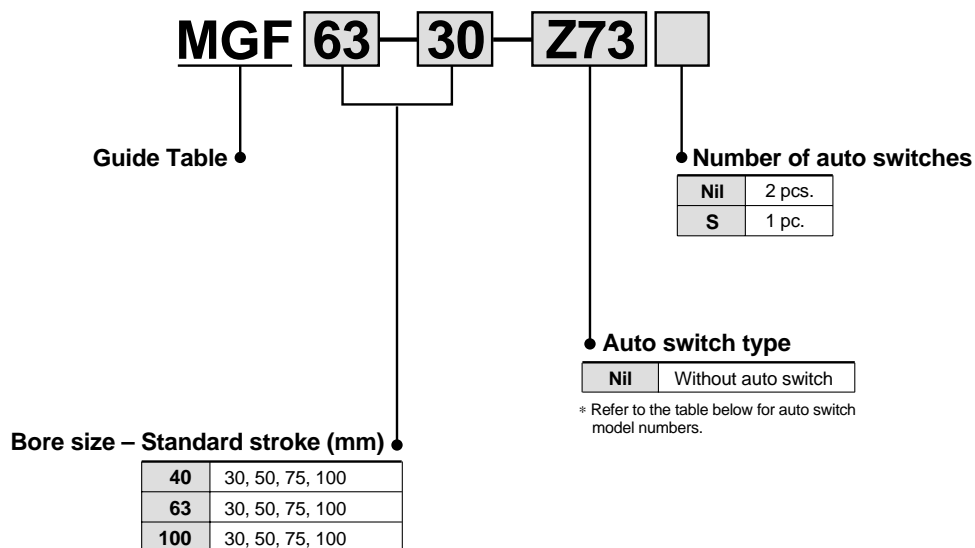 MGF 63 – 30 – Z73
Guide Table
Number of auto switches
Nil 2 pcs.
S 1 pc.
Auto switch type
Nil Without auto switch
∗ Refer to the table below for auto switch
model numbers.
Bore size – Standard stroke (mm)
40 30, 50, 75, 100
63 30, 50, 75, 100
100 30, 50, 75, 100